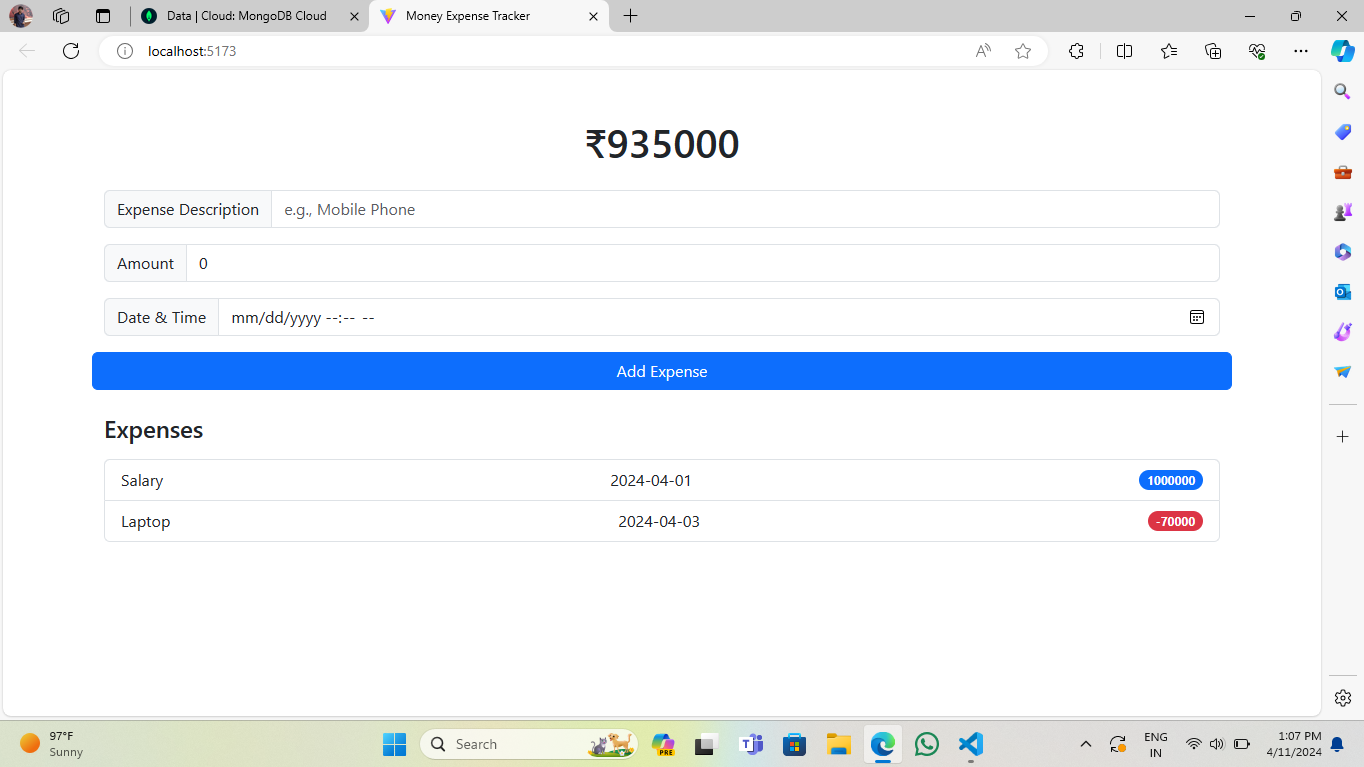 Data | Cloud: MongoDB Cloud
Money Expense Tracker
localhost:5173
₹935000
Expense Description
e.g., Mobile Phone
Amount
0
Date & Time
mm/dd/yyyy --:-- --
Add Expense
Expenses
Salary 2024-04-01 1000000
Laptop 2024-04-03 -70000
97°F
Sunny
Search
PRE
ENG
IN
1:07 PM
4/11/2024